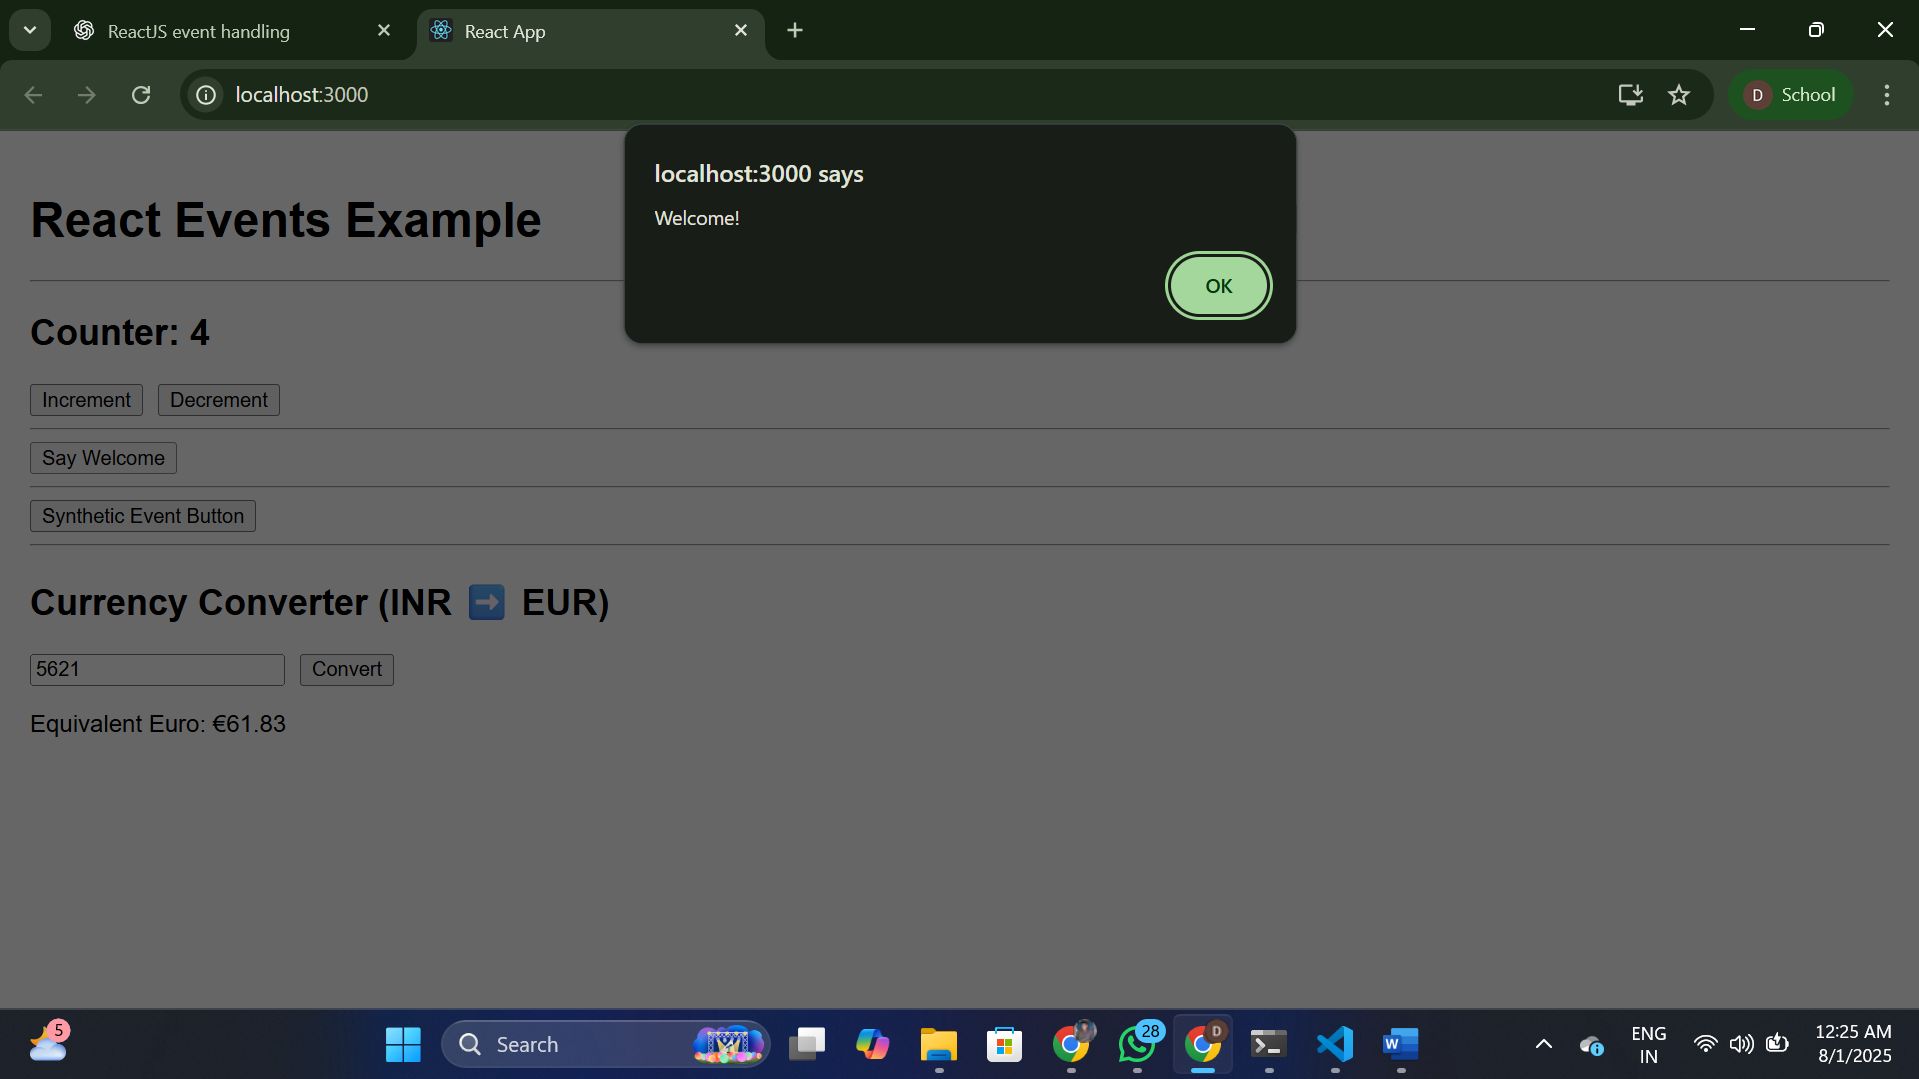 ReactJS event handling
React App
localhost:3000
D School
localhost:3000 says
Welcome!
OK
React Events Example
Counter: 4
Increment Decrement
Say Welcome
Synthetic Event Button
Currency Converter (INR ➡️ EUR)
5621 Convert
Equivalent Euro: €61.83
5
Search
28
D
W
ENG
IN
12:25 AM
8/1/2025